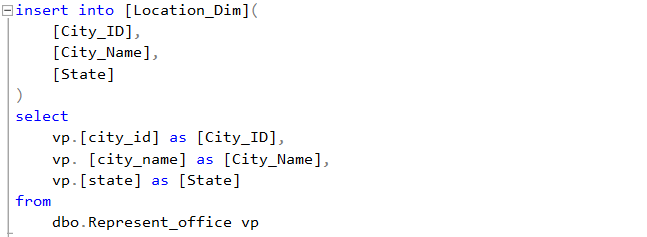 insert into [Location_Dim](
[City_ID],
[City_Name],
[State]
)
select
vp.[city_id] as [City_ID],
vp. [city_name] as [City_Name],
vp.[state] as [State]
from
dbo.Represent_office vp